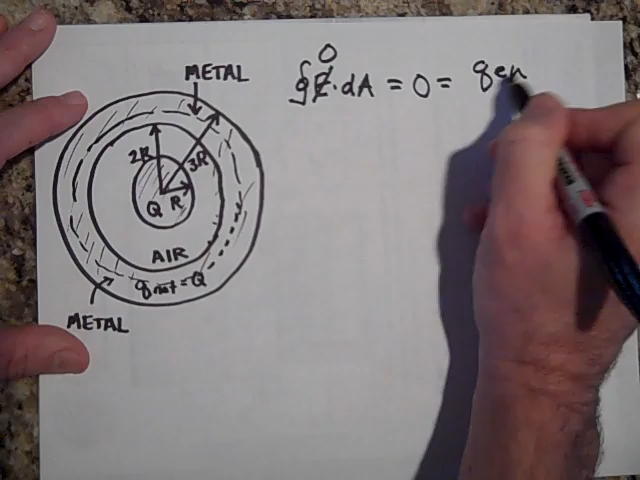 METAL
0
∮E·dA = 0 = qen
2R
3R
Q
R
AIR
qnet = Q
METAL